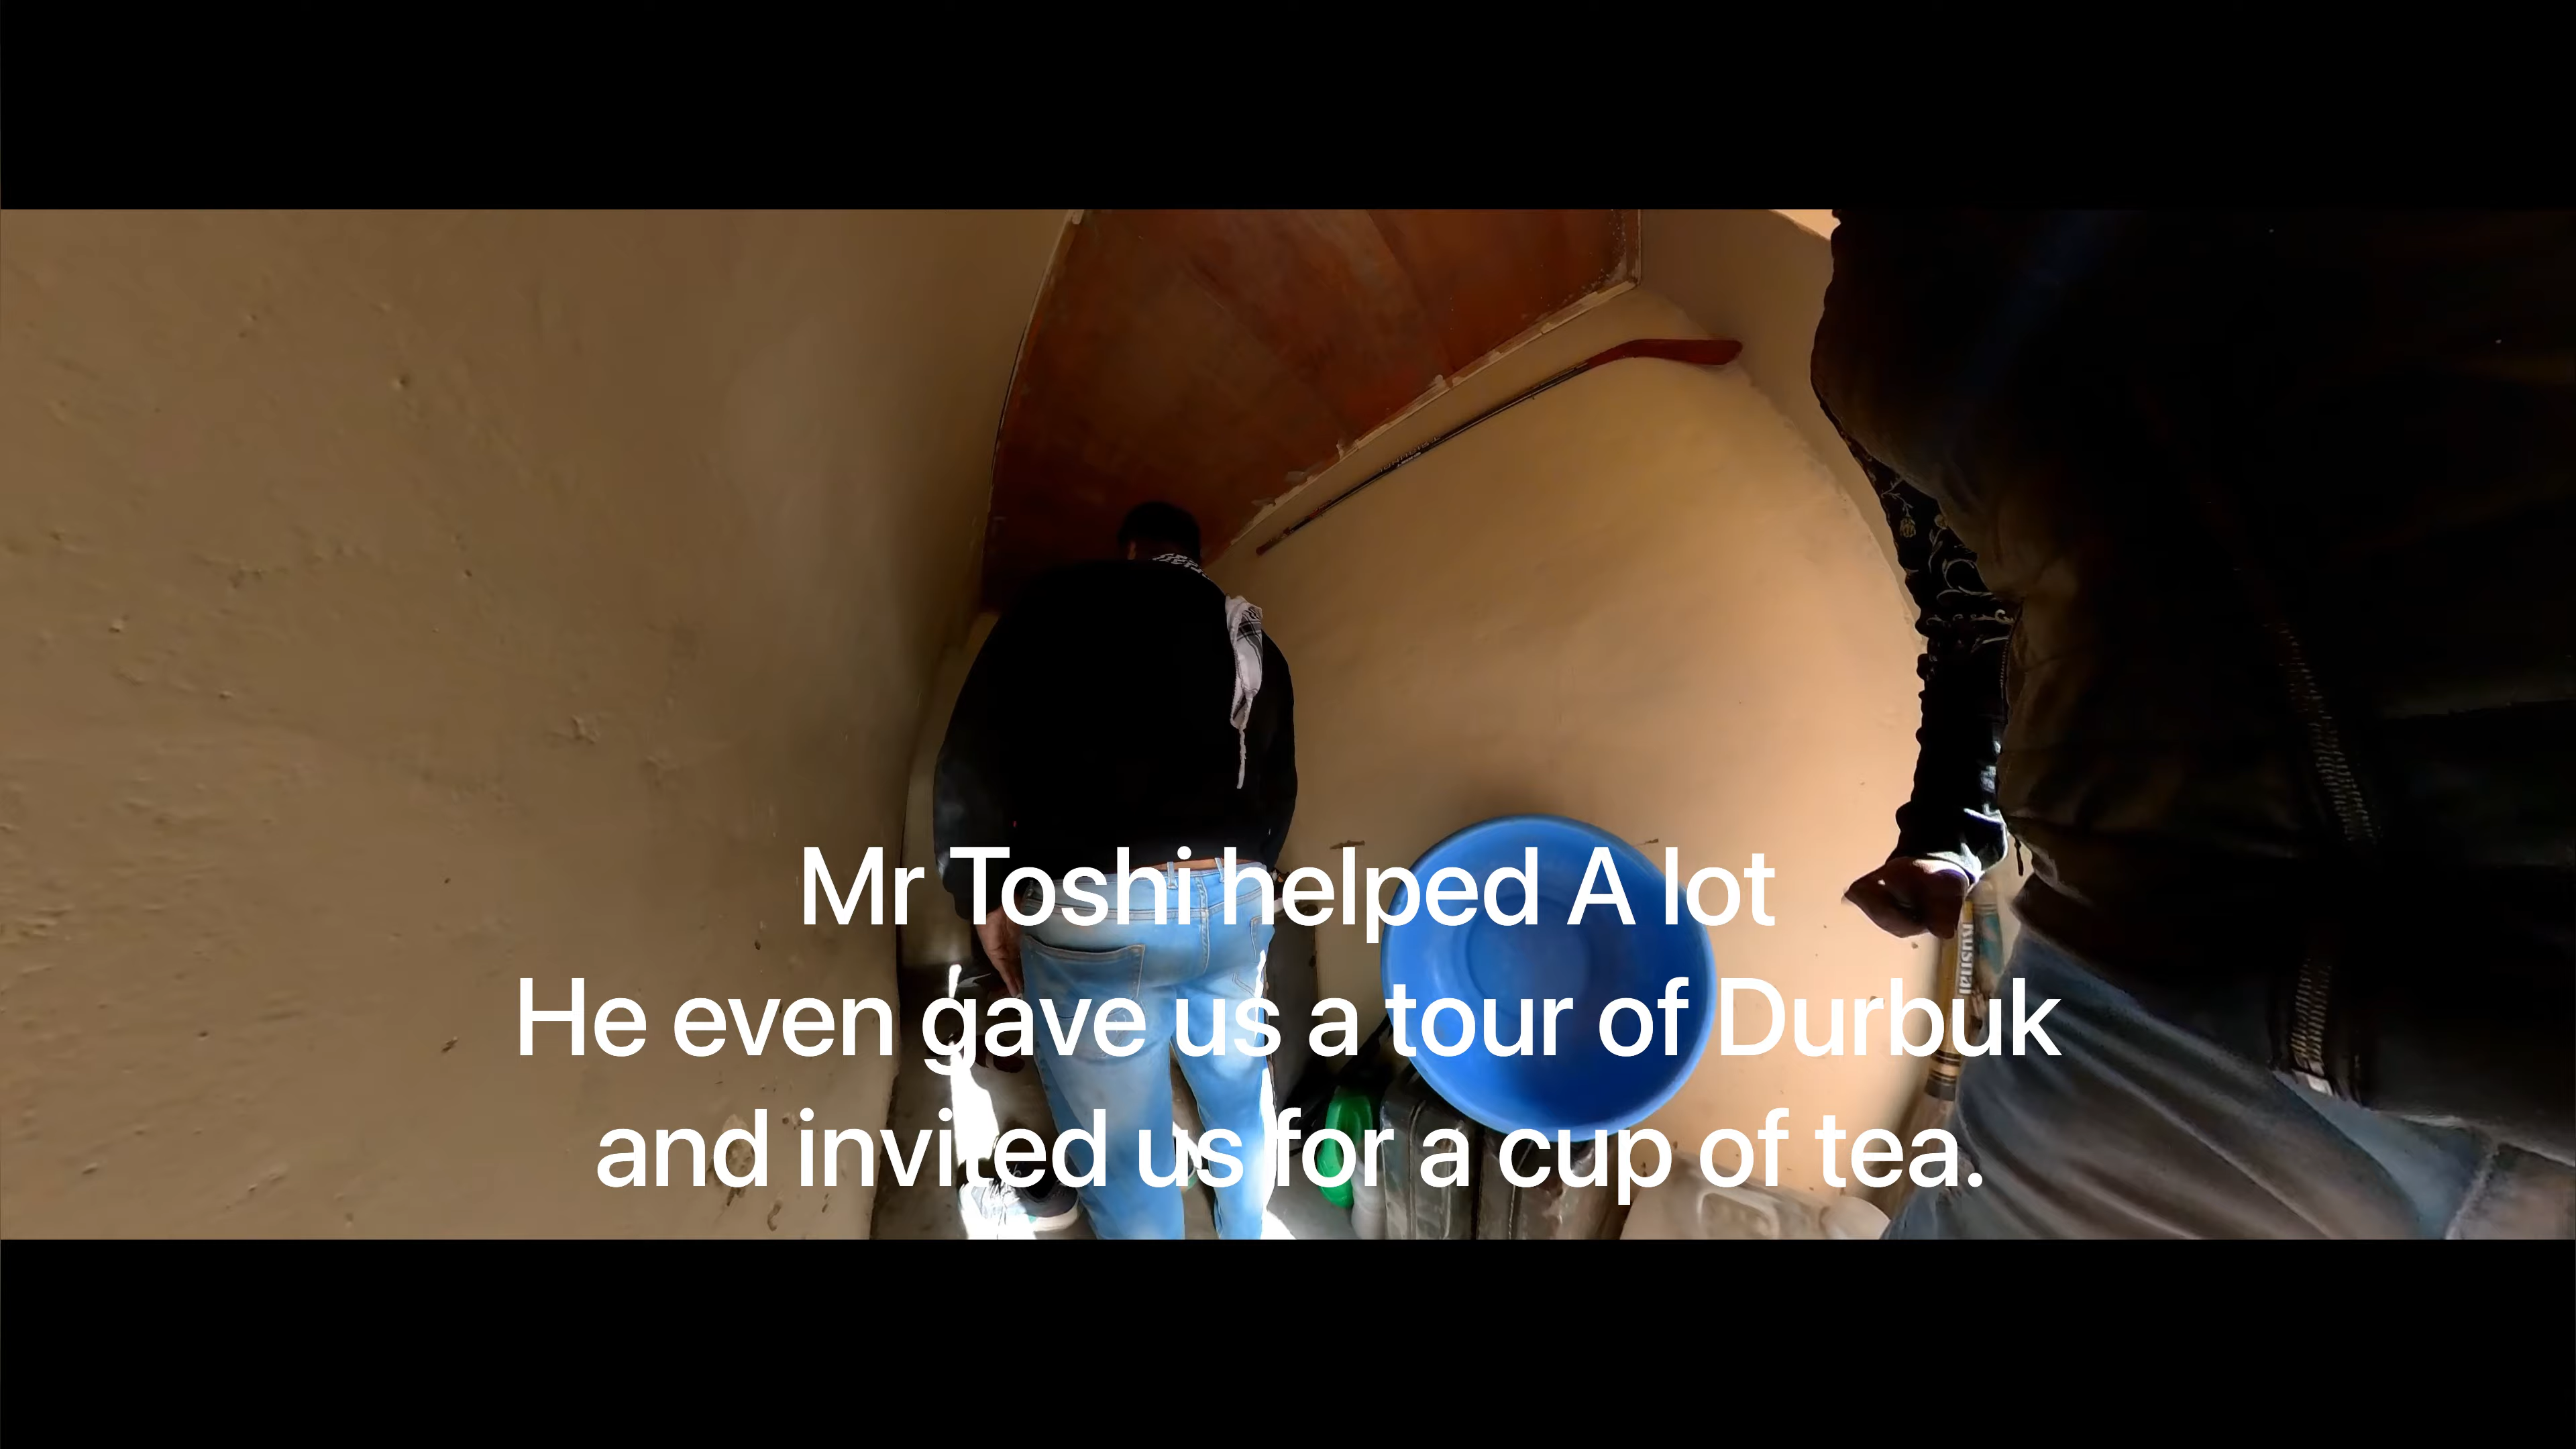 Mr Toshi helped A lot
He even gave us a tour of Durbuk
and invited us for a cup of tea.